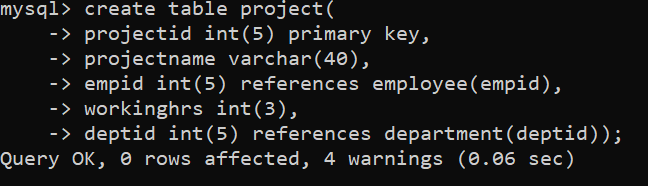 mysql> create table project(
    -> projectid int(5) primary key,
    -> projectname varchar(40),
    -> empid int(5) references employee(empid),
    -> workinghrs int(3),
    -> deptid int(5) references department(deptid));
Query OK, 0 rows affected, 4 warnings (0.06 sec)